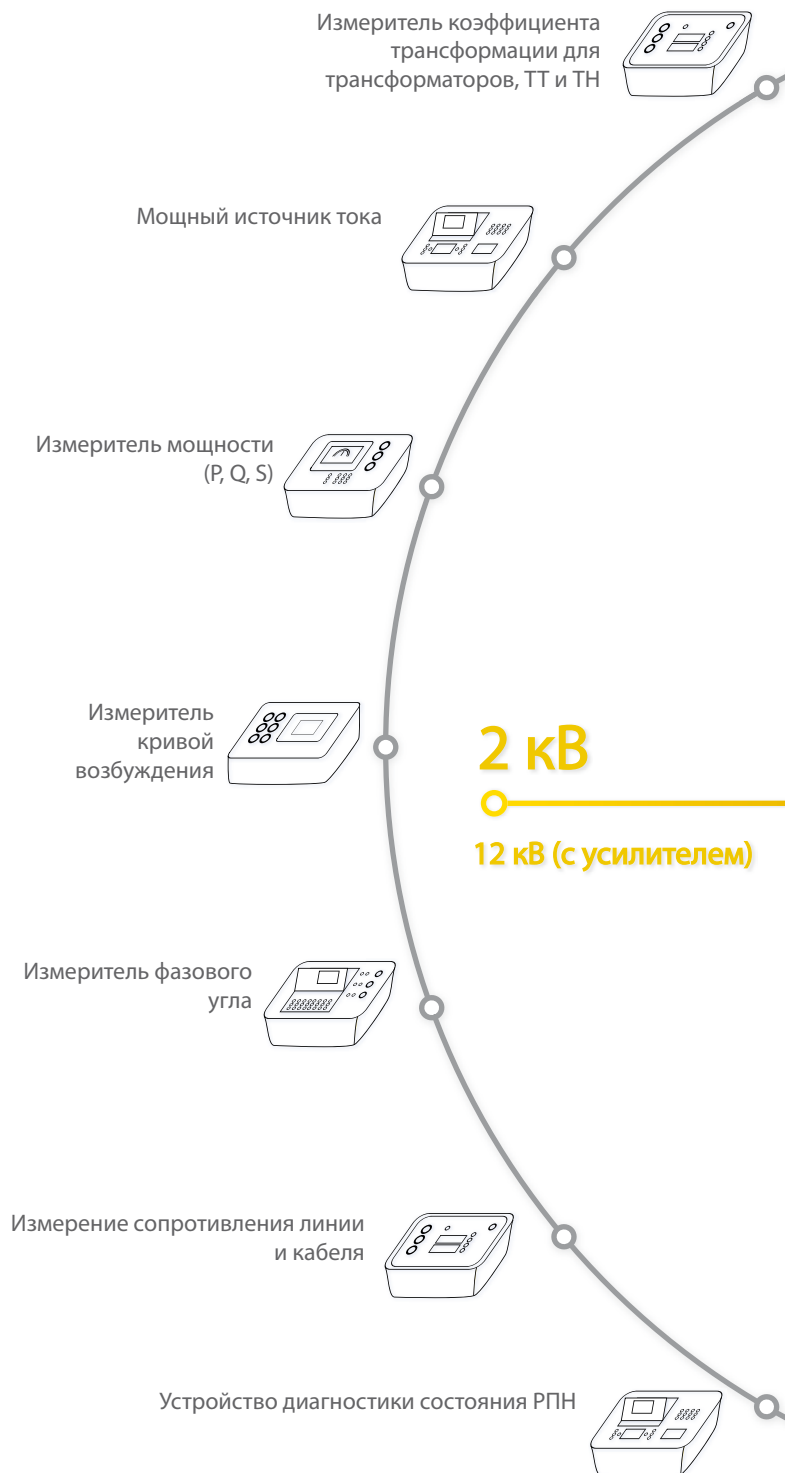 Измеритель коэффициента
трансформации для
трансформаторов, ТТ и ТН
Мощный источник тока
Измеритель мощности
(P, Q, S)
Измеритель
кривой
возбуждения
2 кВ
12 кВ (с усилителем)
Измеритель фазового
угла
Измерение сопротивления линии
и кабеля
Устройство диагностики состояния РПН